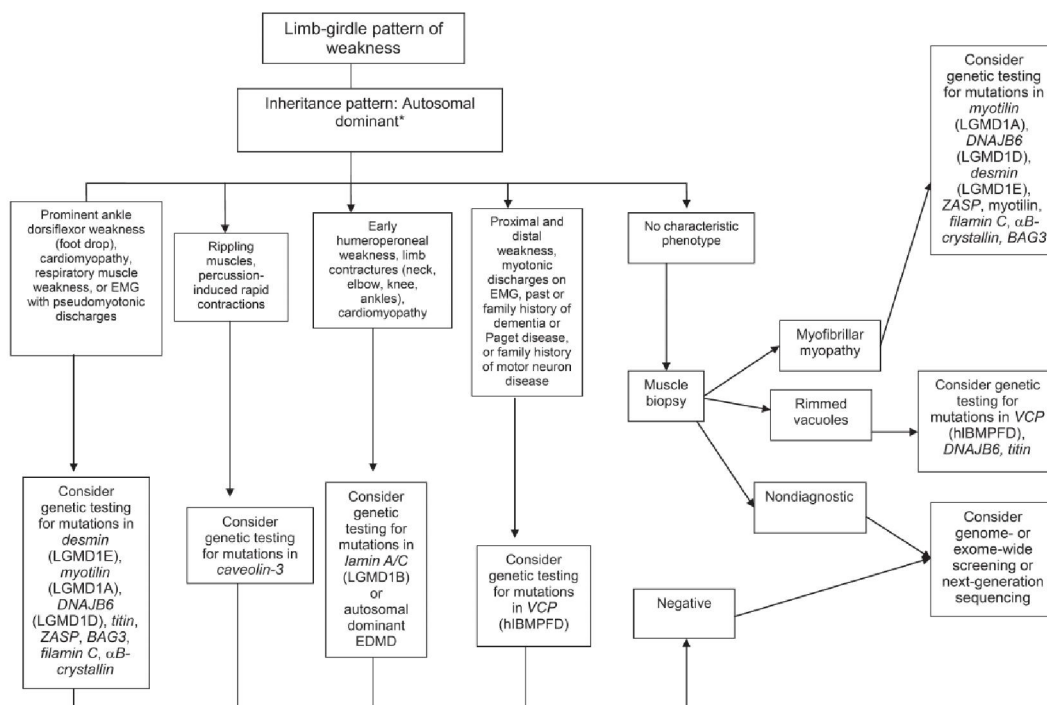 Limb-girdle pattern of
weakness
Inheritance pattern: Autosomal
dominant*
Prominent ankle
dorsiflexor weakness
(foot drop),
cardiomyopathy,
respiratory muscle
weakness, or EMG
with pseudomyotonic
discharges
Rippling
muscles,
percussion-
induced rapid
contractions
Early
humeroperoneal
weakness, limb
contractures (neck,
elbow, knee,
ankles),
cardiomyopathy
Proximal and
distal
weakness,
myotonic
discharges on
EMG, past or
family history of
dementia or
Paget disease,
or family history
of motor neuron
disease
No characteristic
phenotype
Muscle
biopsy
Myofibrillar
myopathy
Rimmed
vacuoles
Nondiagnostic
Negative
Consider
genetic testing
for mutations in
myotilin
(LGMD1A),
DNAJB6
(LGMD1D),
desmin
(LGMD1E),
ZASP, myotilin,
filamin C, αB-
crystallin, BAG3
Consider genetic
testing for
mutations in VCP
(hIBMPFD),
DNAJB6, titin
Consider
genome- or
exome-wide
screening or
next-generation
sequencing
Consider
genetic testing
for mutations in
desmin
(LGMD1E),
myotilin
(LGMD1A),
DNAJB6
(LGMD1D), titin,
ZASP, BAG3,
filamin C, αB-
crystallin
Consider
genetic testing
for mutations in
caveolin-3
Consider
genetic
testing for
mutations in
lamin A/C
(LGMD1B)
or
autosomal
dominant
EDMD
Consider
genetic testing
for mutations
in VCP
(hIBMPFD)